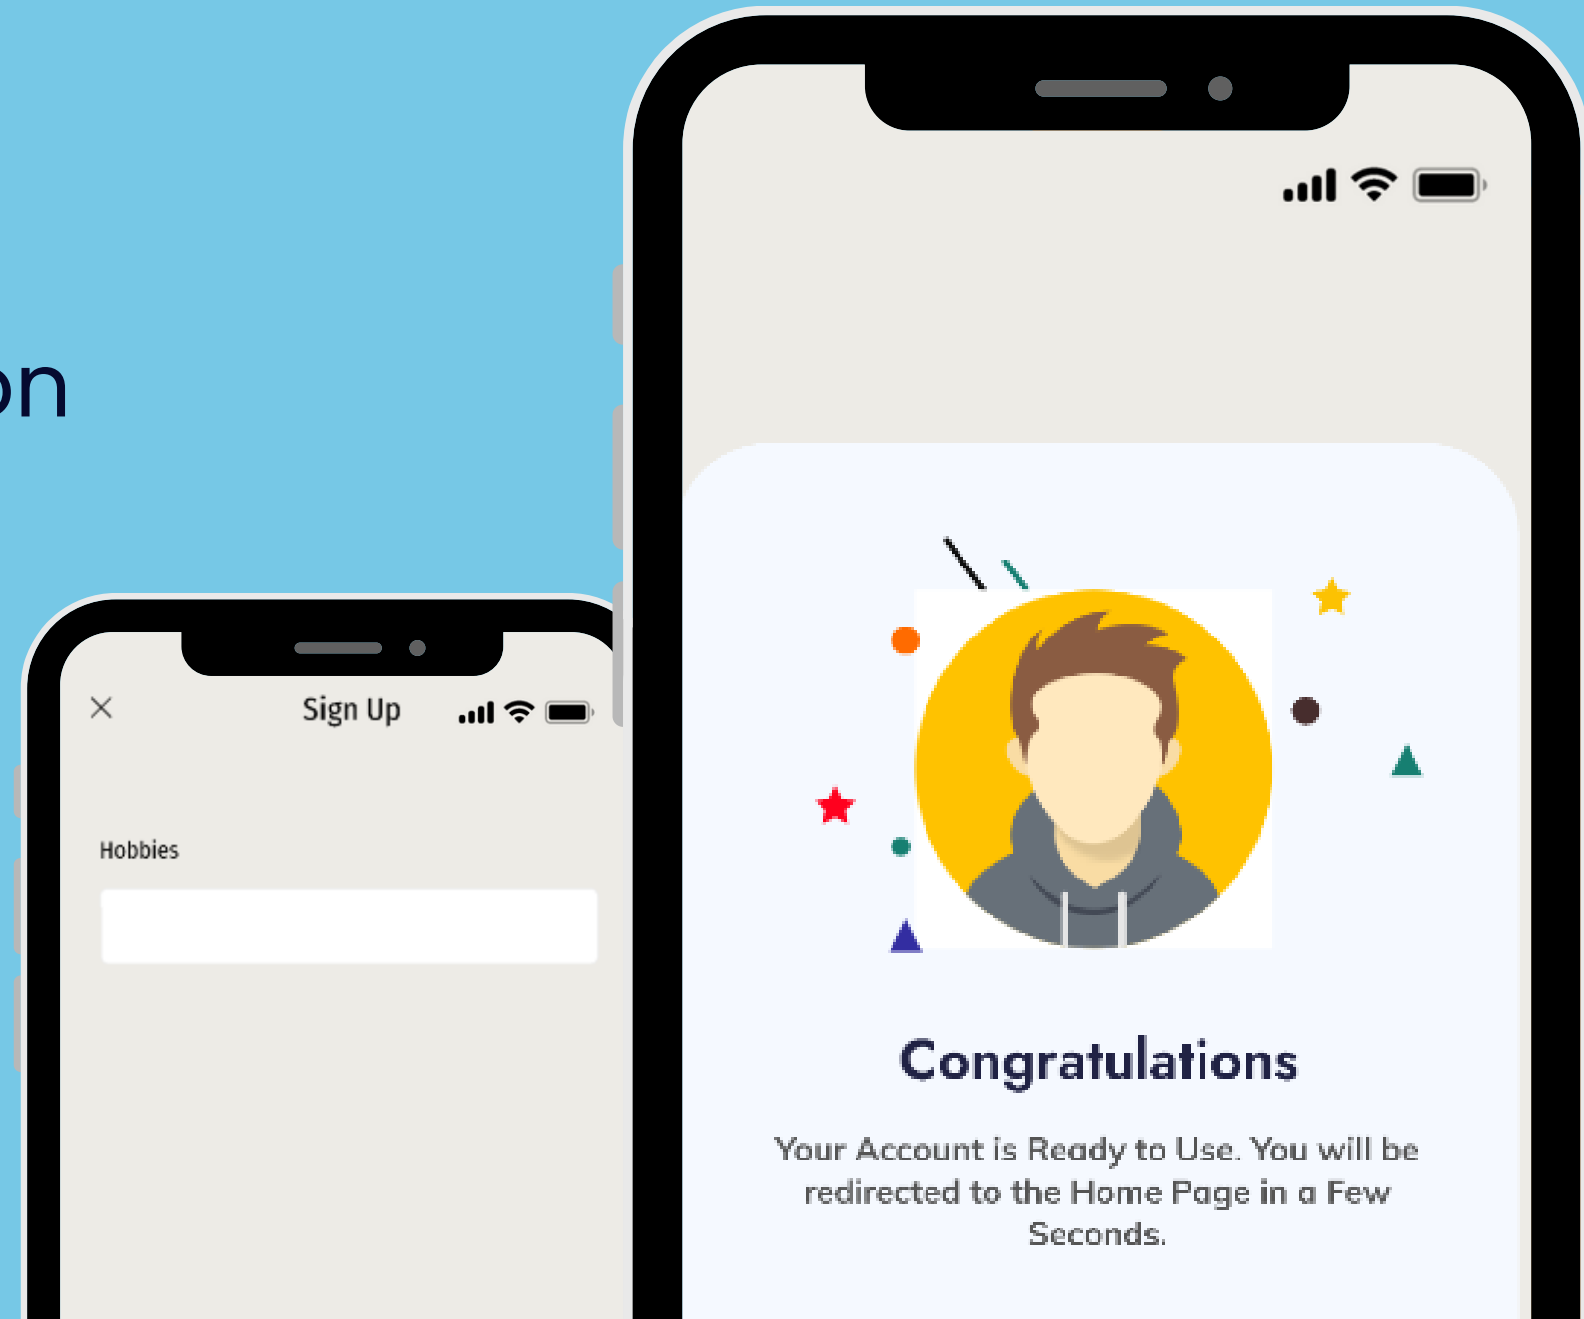 on
Sign Up
Hobbies
Congratulations
Your Account is Ready to Use. You will be
redirected to the Home Page in a Few
Seconds.